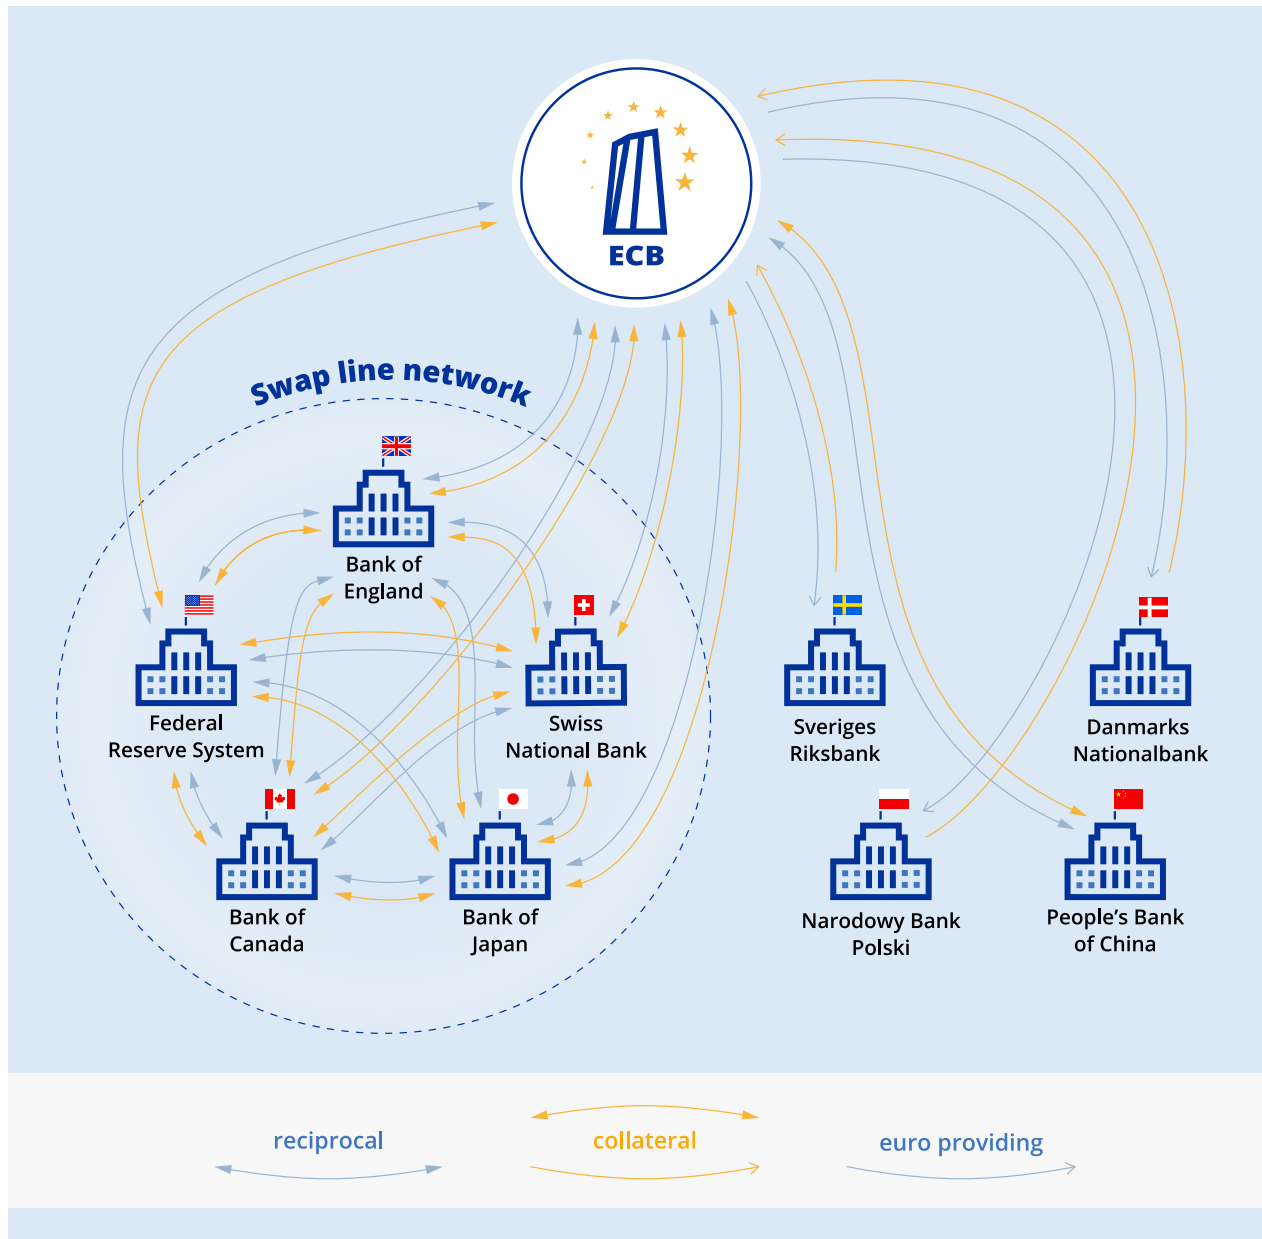 ECB
Swap line network
Bank of
England
Federal
Reserve System
Swiss
National Bank
Sveriges
Riksbank
Danmarks
Nationalbank
Bank of
Canada
Bank of
Japan
Narodowy Bank
Polski
People’s Bank
of China
reciprocal
collateral
euro providing